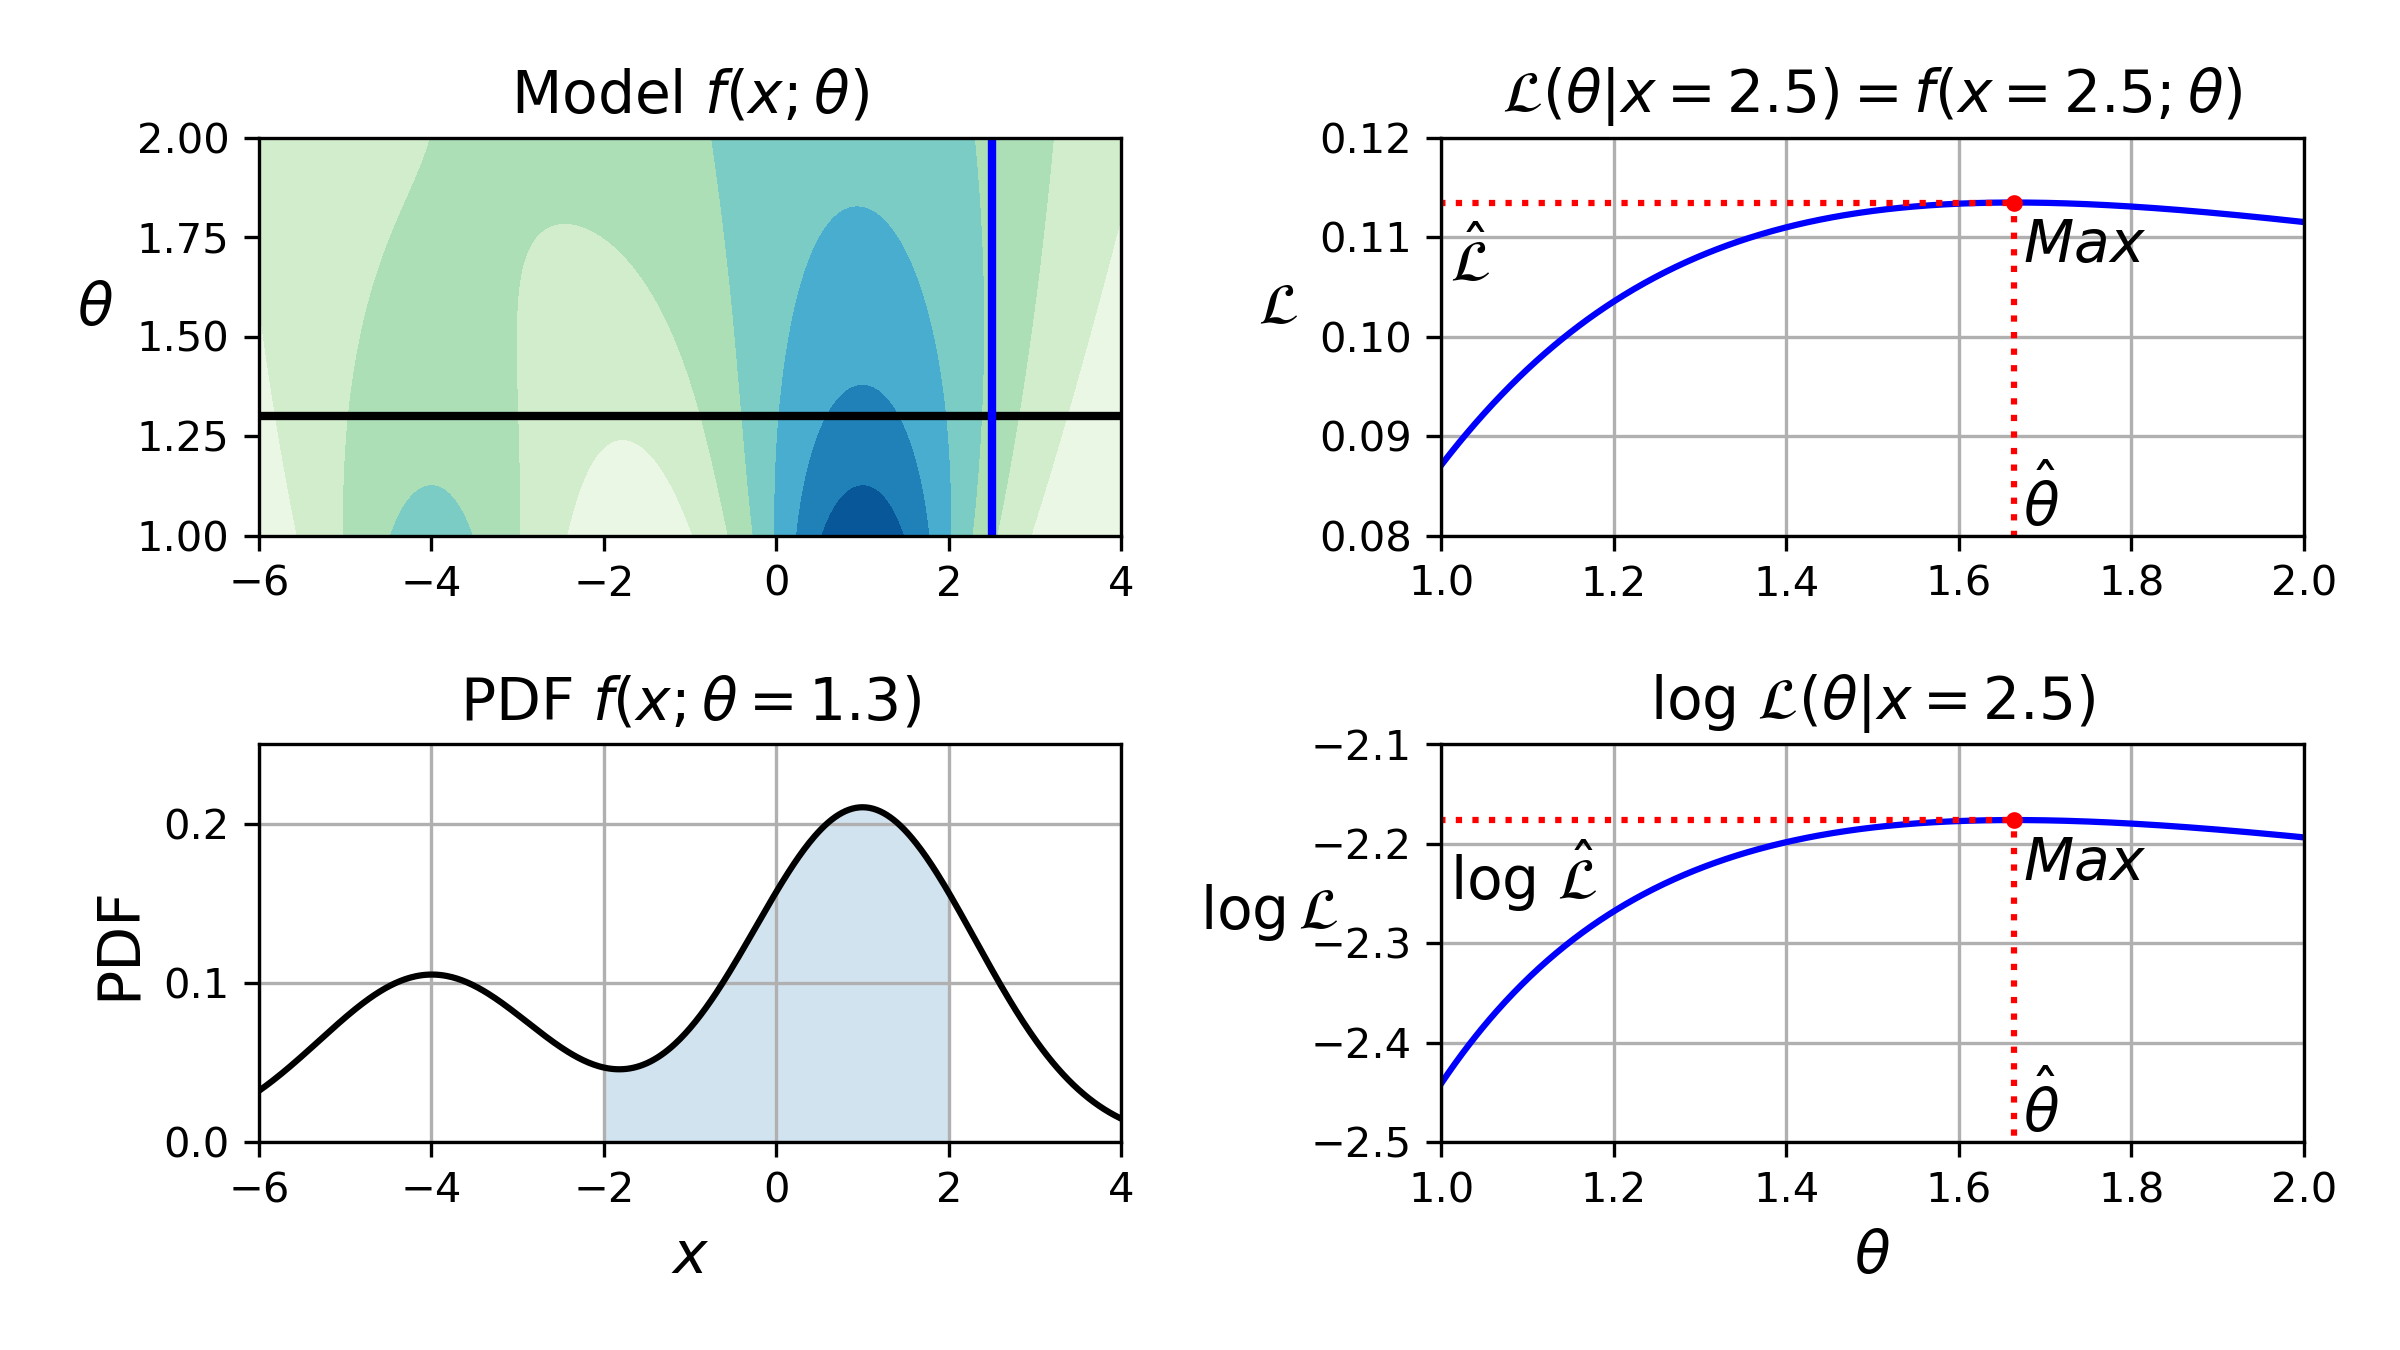 Model f(x; θ)
2.00
1.75
1.50
1.25
1.00
θ
−6 −4 −2 0 2 4
ℒ(θ|x = 2.5) = f(x = 2.5; θ)
0.12
0.11
0.10
0.09
0.08
ℒ
ℒ̂
Max
θ̂
1.0 1.2 1.4 1.6 1.8 2.0
PDF f(x; θ = 1.3)
0.2
0.1
0.0
PDF
−6 −4 −2 0 2 4
x
log ℒ(θ|x = 2.5)
−2.1
−2.2
−2.3
−2.4
−2.5
log ℒ
log ℒ̂
Max
θ̂
1.0 1.2 1.4 1.6 1.8 2.0
θ